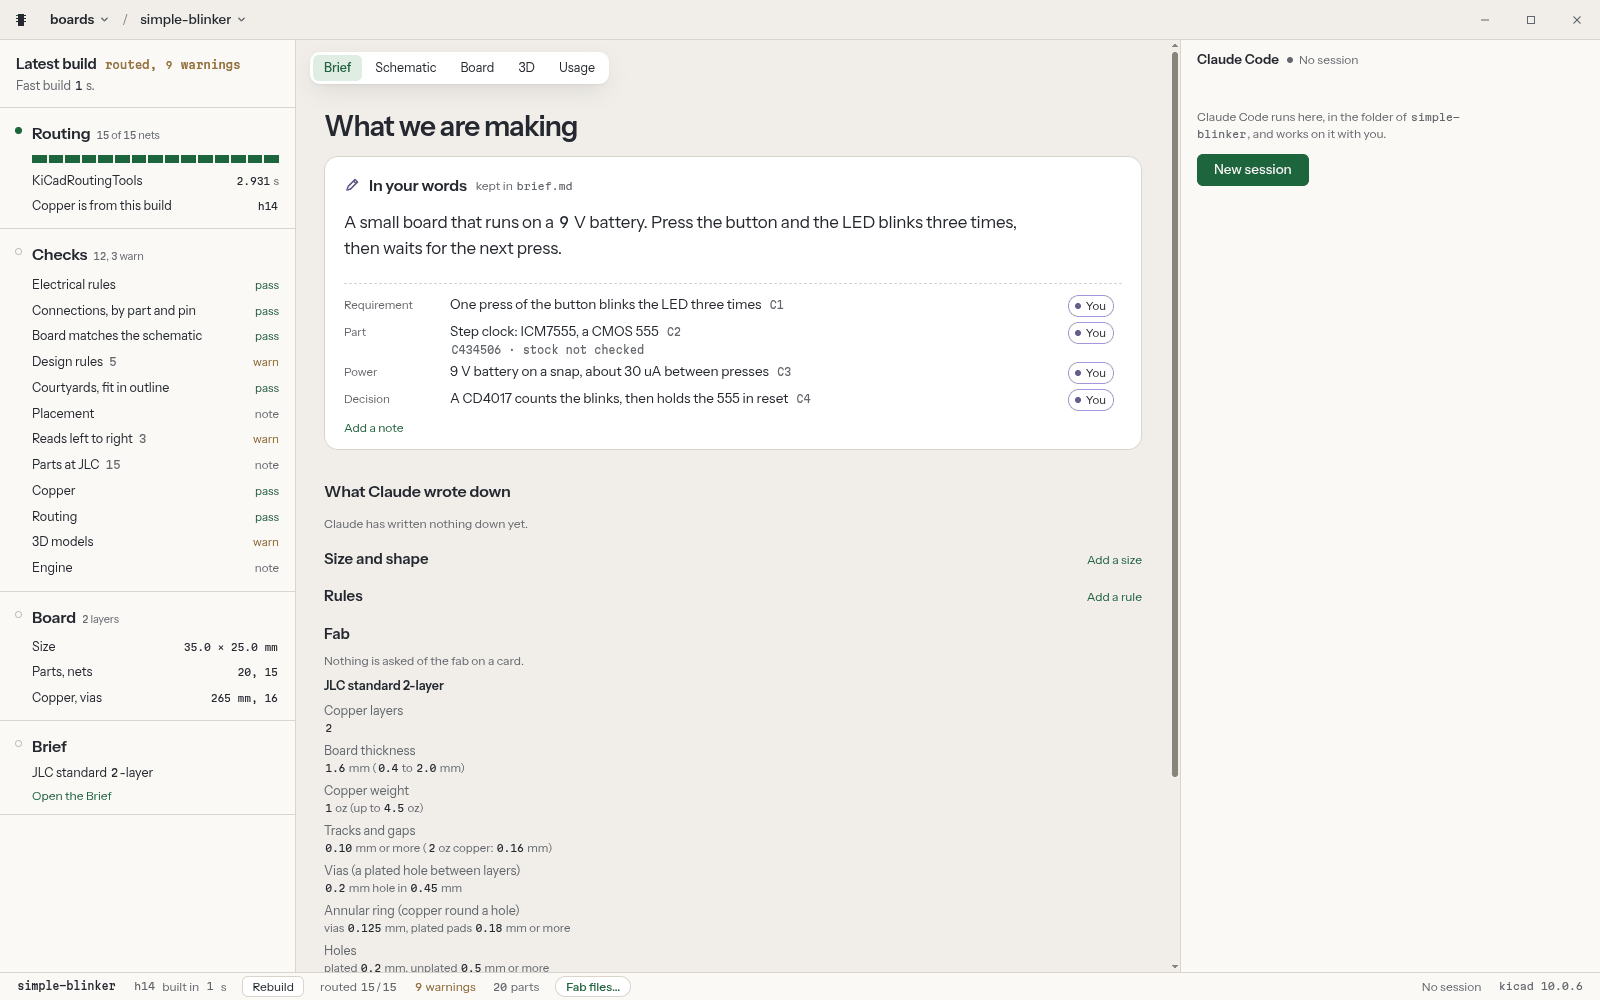 boards / simple-blinker
Latest build routed, 9 warnings
Fast build 1 s.
Routing 15 of 15 nets
KiCadRoutingTools 2.931 s
Copper is from this build h14
Checks 12, 3 warn
Electrical rules pass
Connections, by part and pin pass
Board matches the schematic pass
Design rules 5 warn
Courtyards, fit in outline pass
Placement note
Reads left to right 3 warn
Parts at JLC 15 note
Copper pass
Routing pass
3D models warn
Engine note
Board 2 layers
Size 35.0 × 25.0 mm
Parts, nets 20, 15
Copper, vias 265 mm, 16
Brief
JLC standard 2-layer
Open the Brief
Brief Schematic Board 3D Usage
What we are making
In your words kept in brief.md
A small board that runs on a 9 V battery. Press the button and the LED blinks three times,
then waits for the next press.
Requirement One press of the button blinks the LED three times C1 You
Part Step clock: ICM7555, a CMOS 555 C2 You
C434506 · stock not checked
Power 9 V battery on a snap, about 30 uA between presses C3 You
Decision A CD4017 counts the blinks, then holds the 555 in reset C4 You
Add a note
What Claude wrote down
Claude has written nothing down yet.
Size and shape Add a size
Rules Add a rule
Fab
Nothing is asked of the fab on a card.
JLC standard 2-layer
Copper layers
2
Board thickness
1.6 mm (0.4 to 2.0 mm)
Copper weight
1 oz (up to 4.5 oz)
Tracks and gaps
0.10 mm or more (2 oz copper: 0.16 mm)
Vias (a plated hole between layers)
0.2 mm hole in 0.45 mm
Annular ring (copper round a hole)
vias 0.125 mm, plated pads 0.18 mm or more
Holes
plated 0.2 mm, unplated 0.5 mm or more
Claude Code No session
Claude Code runs here, in the folder of simple-
blinker, and works on it with you.
New session
simple-blinker h14 built in 1 s Rebuild routed 15/15 9 warnings 20 parts Fab files... No session kicad 10.0.6